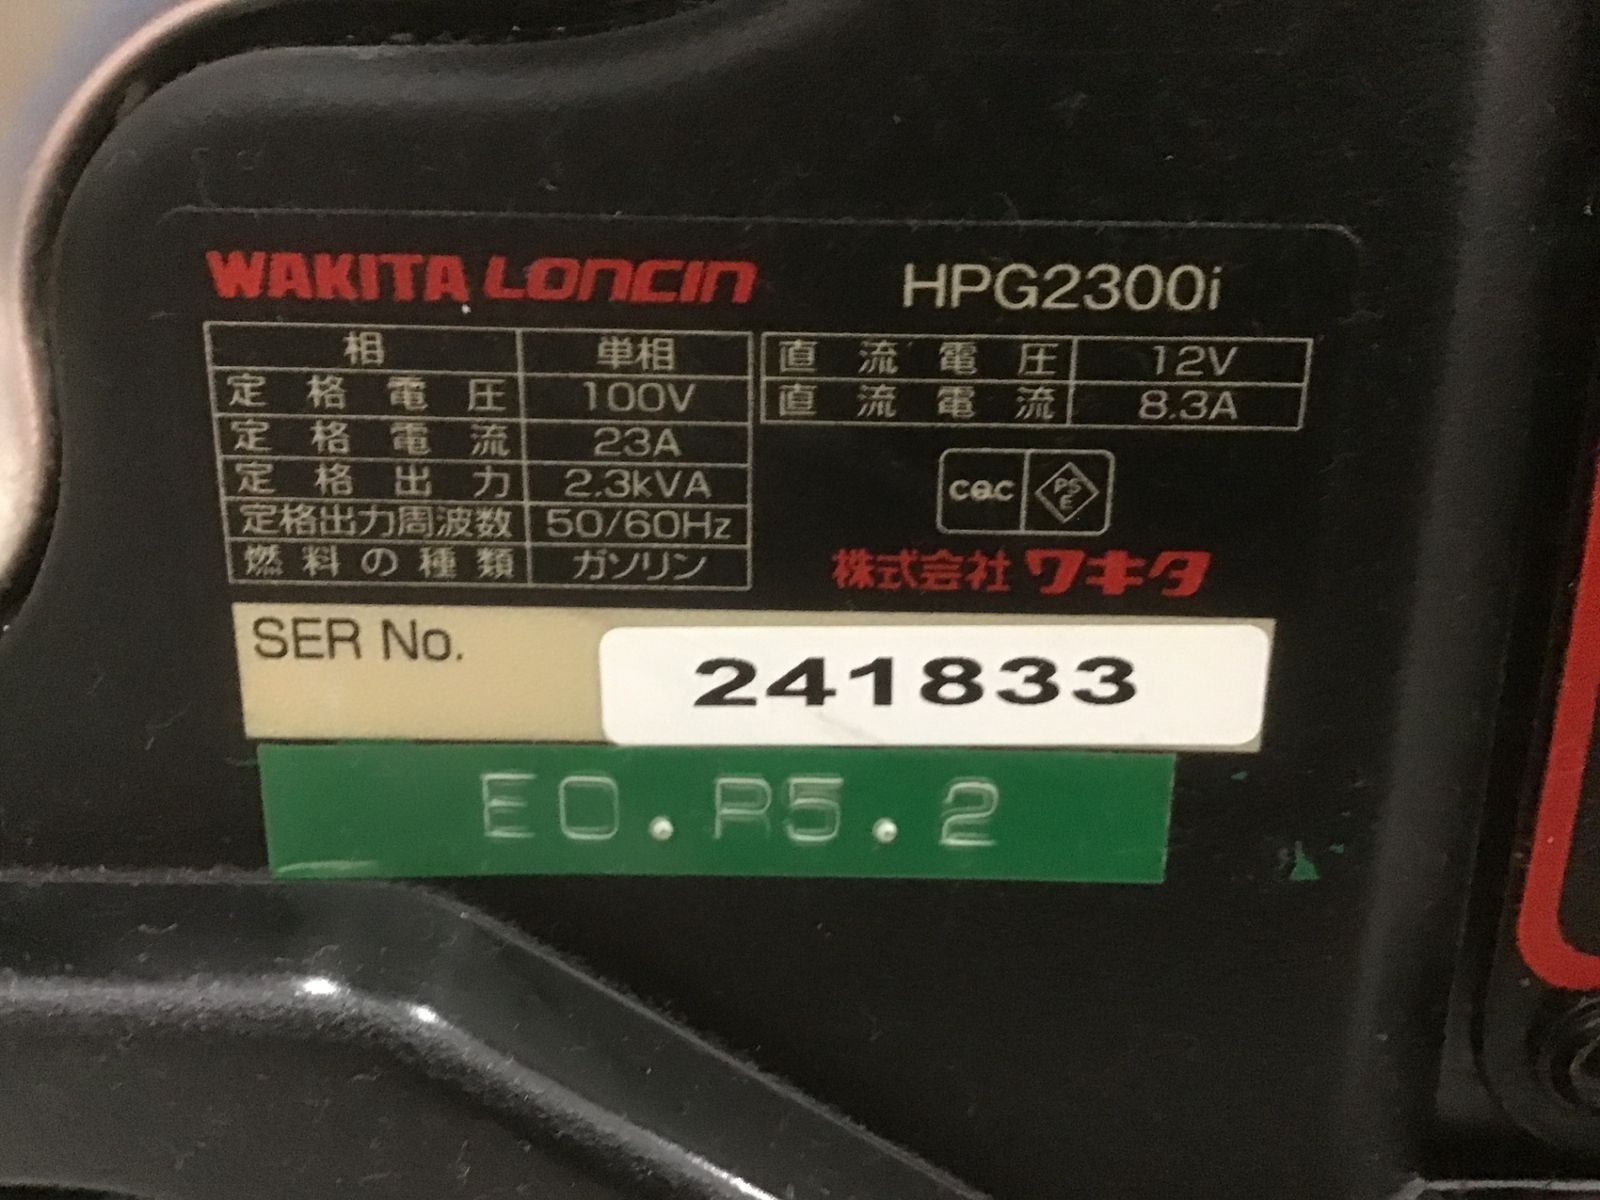 WAKITA LONCIN HPG2300i
相 単相
定格電圧 100V
定格電流 23A
定格出力 2.3kVA
定格出力周波数 50/60Hz
燃料の種類 ガソリン
直流電圧 12V
直流電流 8.3A
PS
E
株式会社ワキタ
SER No. 241833
EO.P5.2